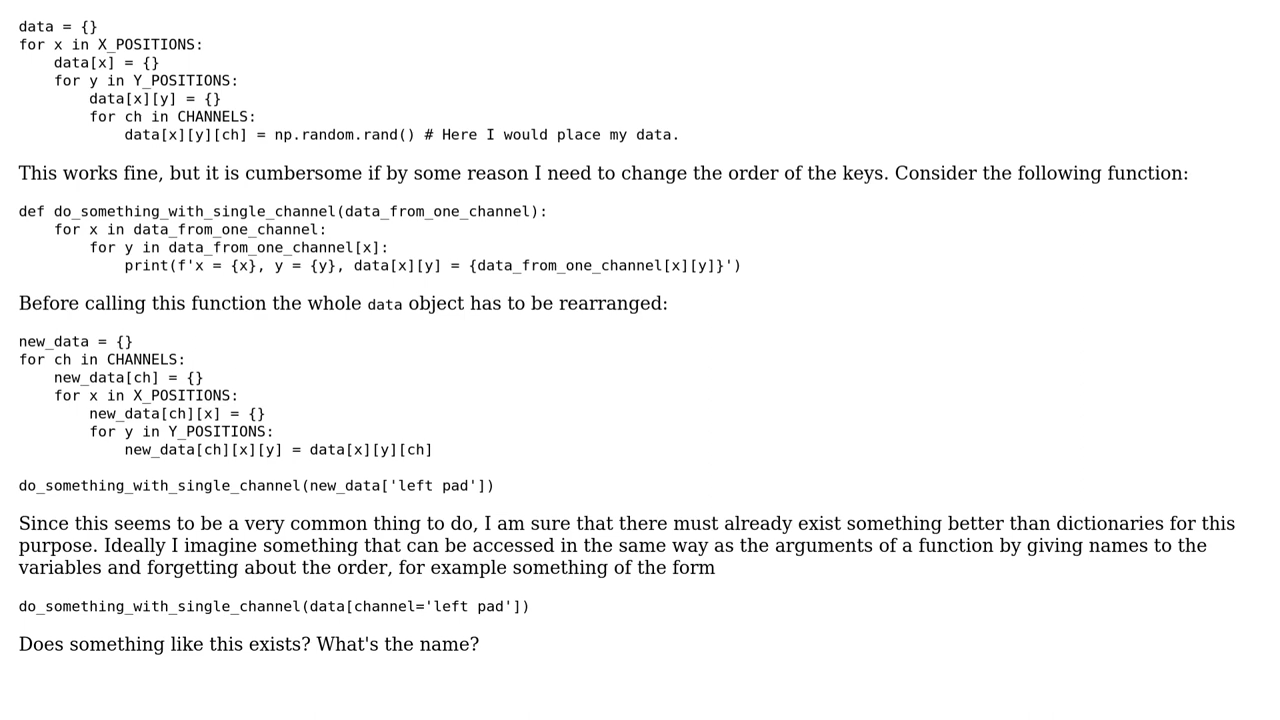 data = {}
for x in X_POSITIONS:
    data[x] = {}
    for y in Y_POSITIONS:
        data[x][y] = {}
        for ch in CHANNELS:
            data[x][y][ch] = np.random.rand() # Here I would place my data.
This works fine, but it is cumbersome if by some reason I need to change the order of the keys. Consider the following function:
def do_something_with_single_channel(data_from_one_channel):
    for x in data_from_one_channel:
        for y in data_from_one_channel[x]:
            print(f'x = {x}, y = {y}, data[x][y] = {data_from_one_channel[x][y]}')
Before calling this function the whole data object has to be rearranged:
new_data = {}
for ch in CHANNELS:
    new_data[ch] = {}
    for x in X_POSITIONS:
        new_data[ch][x] = {}
        for y in Y_POSITIONS:
            new_data[ch][x][y] = data[x][y][ch]
do_something_with_single_channel(new_data['left pad'])
Since this seems to be a very common thing to do, I am sure that there must already exist something better than dictionaries for this
purpose. Ideally I imagine something that can be accessed in the same way as the arguments of a function by giving names to the
variables and forgetting about the order, for example something of the form
do_something_with_single_channel(data[channel='left pad'])
Does something like this exists? What's the name?